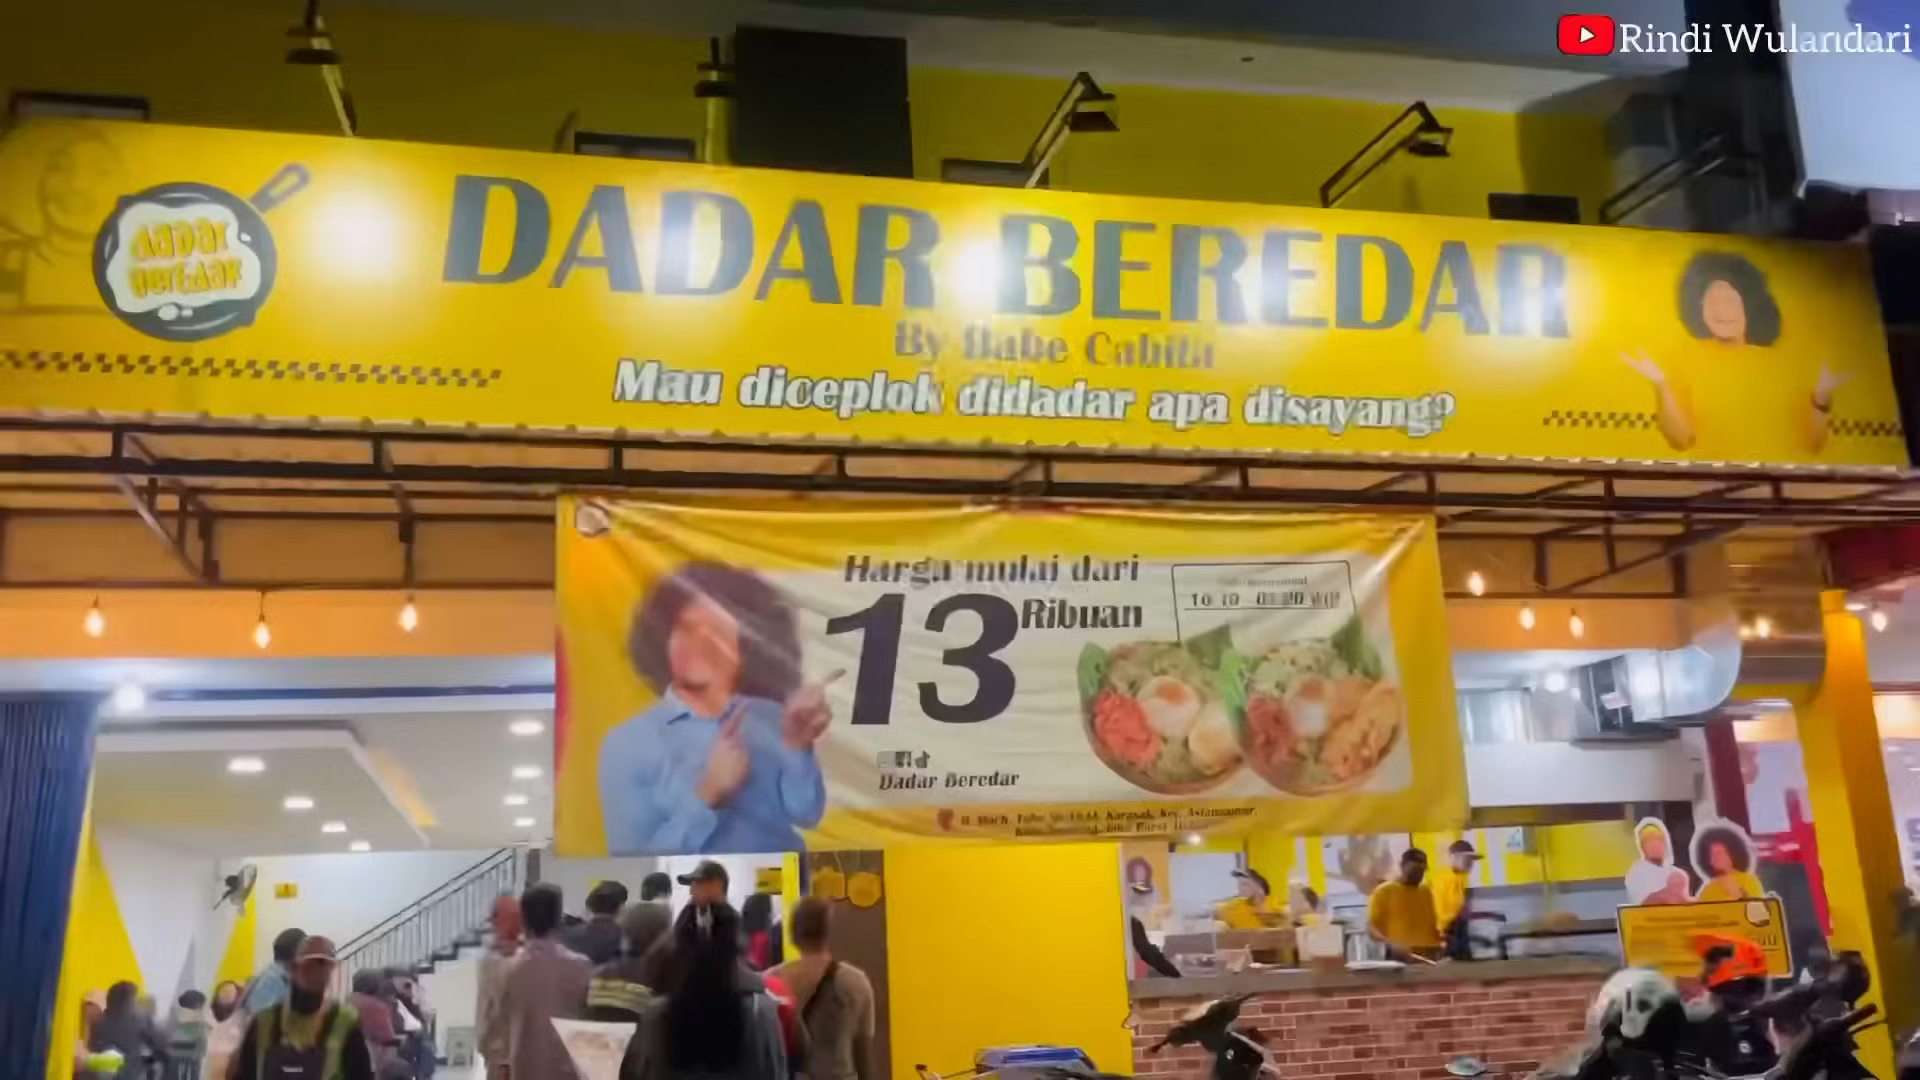 Rindi Wulandari
DADAR BEREDAR
dadar
BEREDAR
By Babe Cabita
Mau diceplok didadar apa disayang?
Harga mulai dari
13 Ribuan
Dadar Beredar